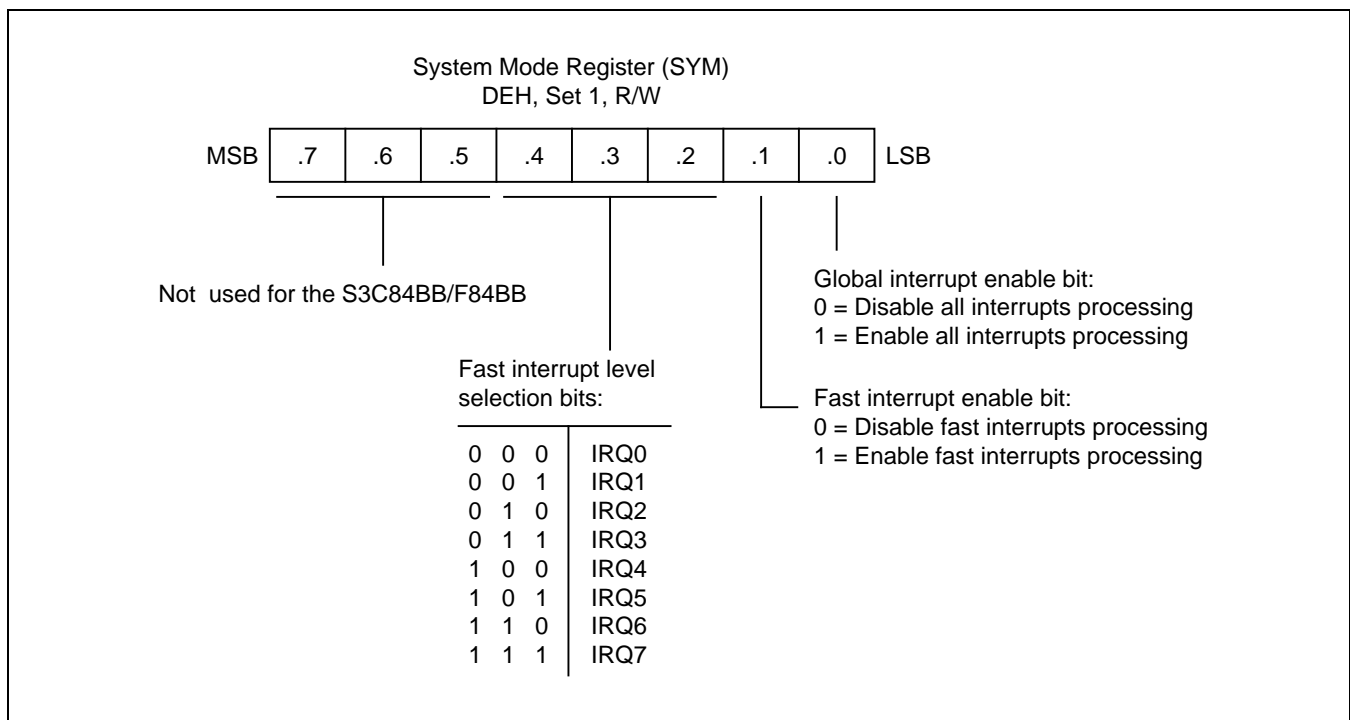 System Mode Register (SYM)
DEH, Set 1, R/W
MSB .7 .6 .5 .4 .3 .2 .1 .0 LSB
Not used for the S3C84BB/F84BB
Global interrupt enable bit:
0 = Disable all interrupts processing
1 = Enable all interrupts processing
Fast interrupt level
selection bits:
0 0 0 IRQ0
0 0 1 IRQ1
0 1 0 IRQ2
0 1 1 IRQ3
1 0 0 IRQ4
1 0 1 IRQ5
1 1 0 IRQ6
1 1 1 IRQ7
Fast interrupt enable bit:
0 = Disable fast interrupts processing
1 = Enable fast interrupts processing